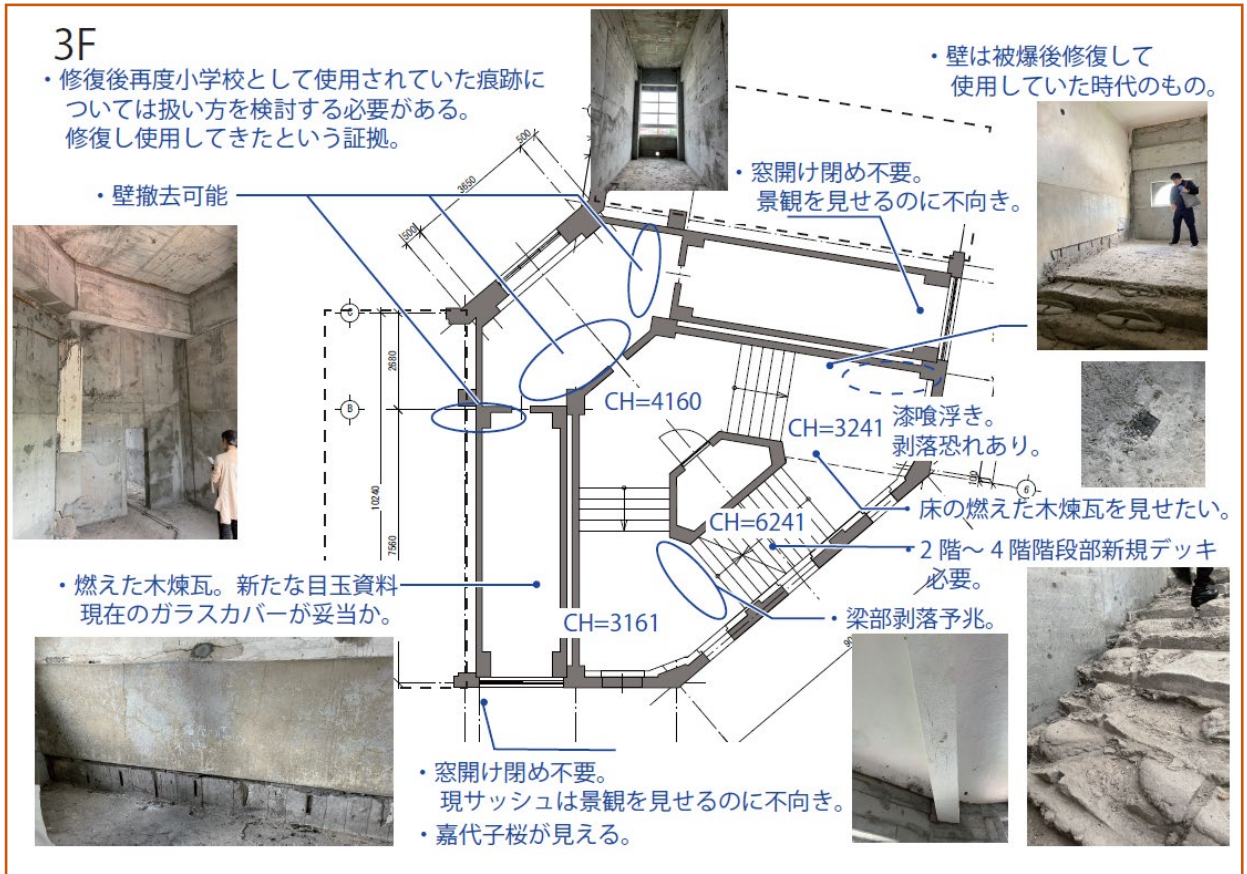 3F
・修復後再度小学校として使用されていた痕跡に
ついては扱い方を検討する必要がある。
修復し使用してきたという証拠。
・壁撤去可能
・壁は被爆後修復して
使用していた時代のもの。
・窓開け閉め不要。
景観を見せるのに不向き。
500
3650
500
C
2680
B
10240
7560
CH=4160
CH=3241
漆喰浮き。
剥落恐れあり。
100
6
・床の燃えた木煉瓦を見せたい。
CH=6241
・2階～4階階段部新規デッキ
必要。
・燃えた木煉瓦。新たな目玉資料
現在のガラスカバーが妥当か。
CH=3161
・梁部剥落予兆。
・窓開け閉め不要。
現サッシュは景観を見せるのに不向き。
・嘉代子桜が見える。